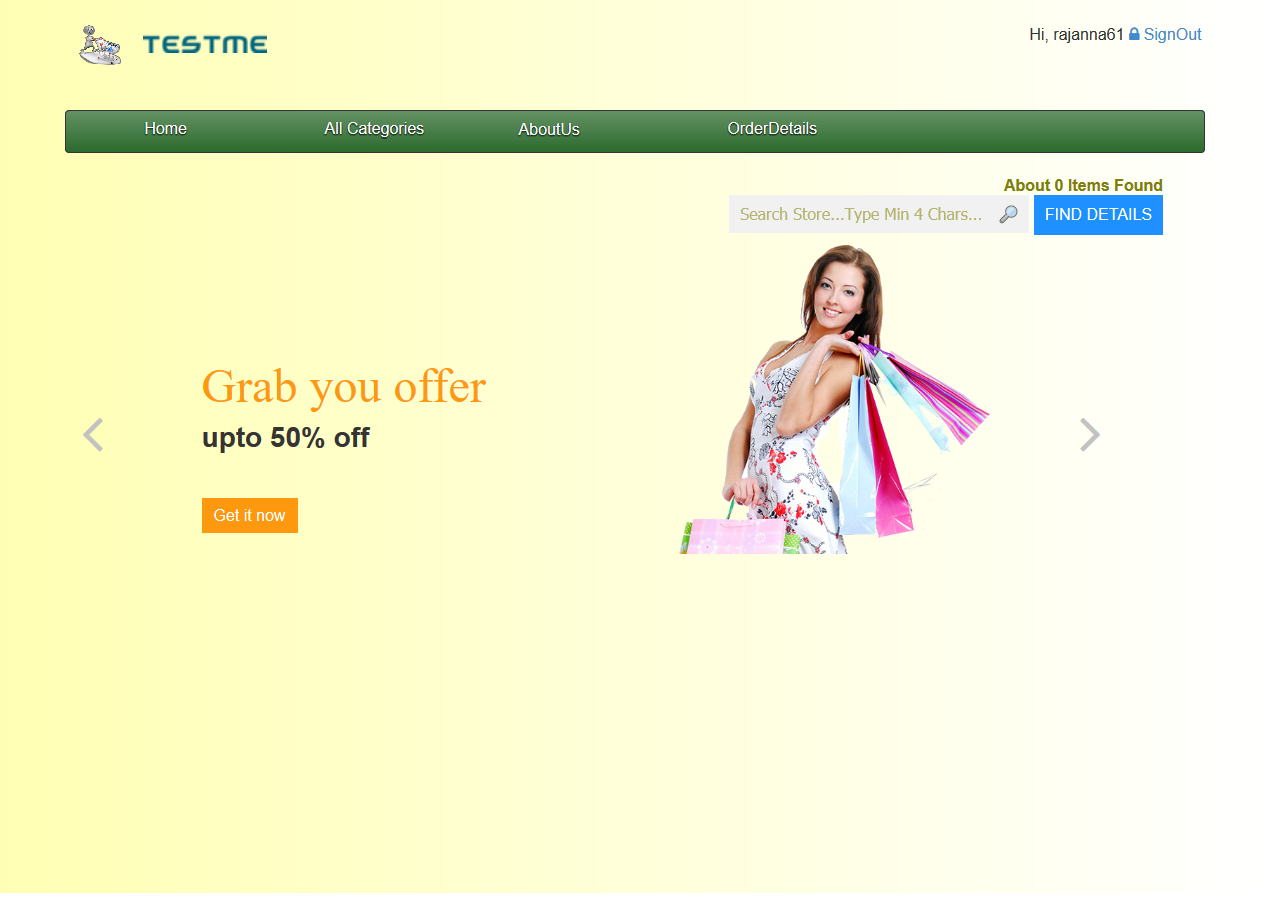 TESTME
Hi, rajanna61 SignOut
Home All Categories AboutUs OrderDetails
About 0 Items Found
Search Store...Type Min 4 Chars... FIND DETAILS
Grab you offer
upto 50% off
Get it now